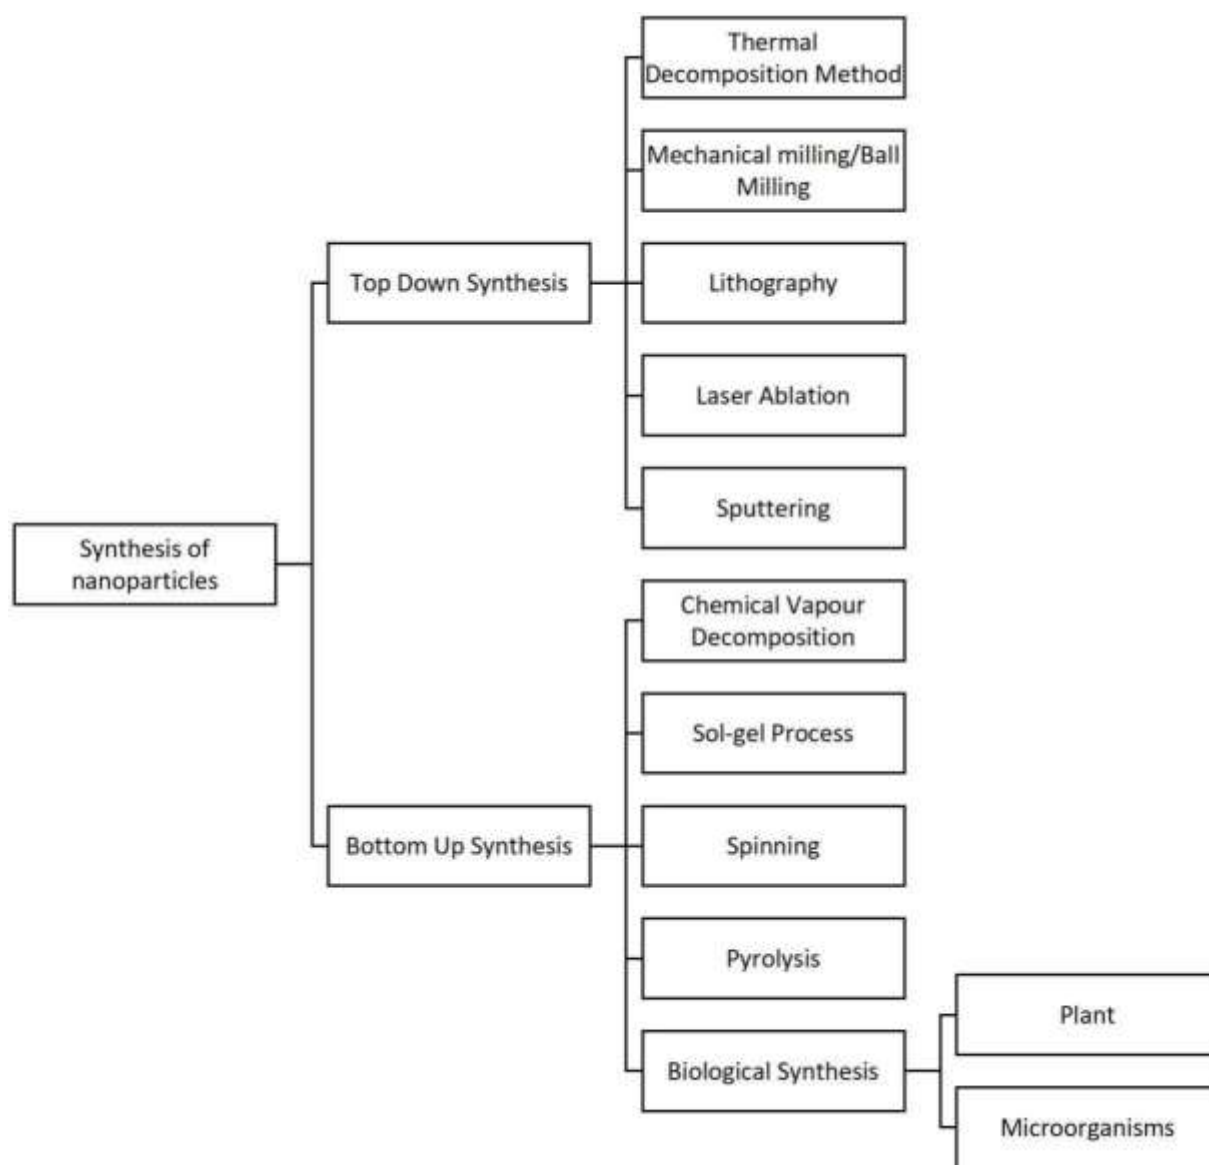 Thermal
Decomposition Method
Mechanical milling/Ball
Milling
Top Down Synthesis
Lithography
Laser Ablation
Sputtering
Synthesis of
nanoparticles
Chemical Vapour
Decomposition
Sol-gel Process
Bottom Up Synthesis
Spinning
Pyrolysis
Plant
Biological Synthesis
Microorganisms